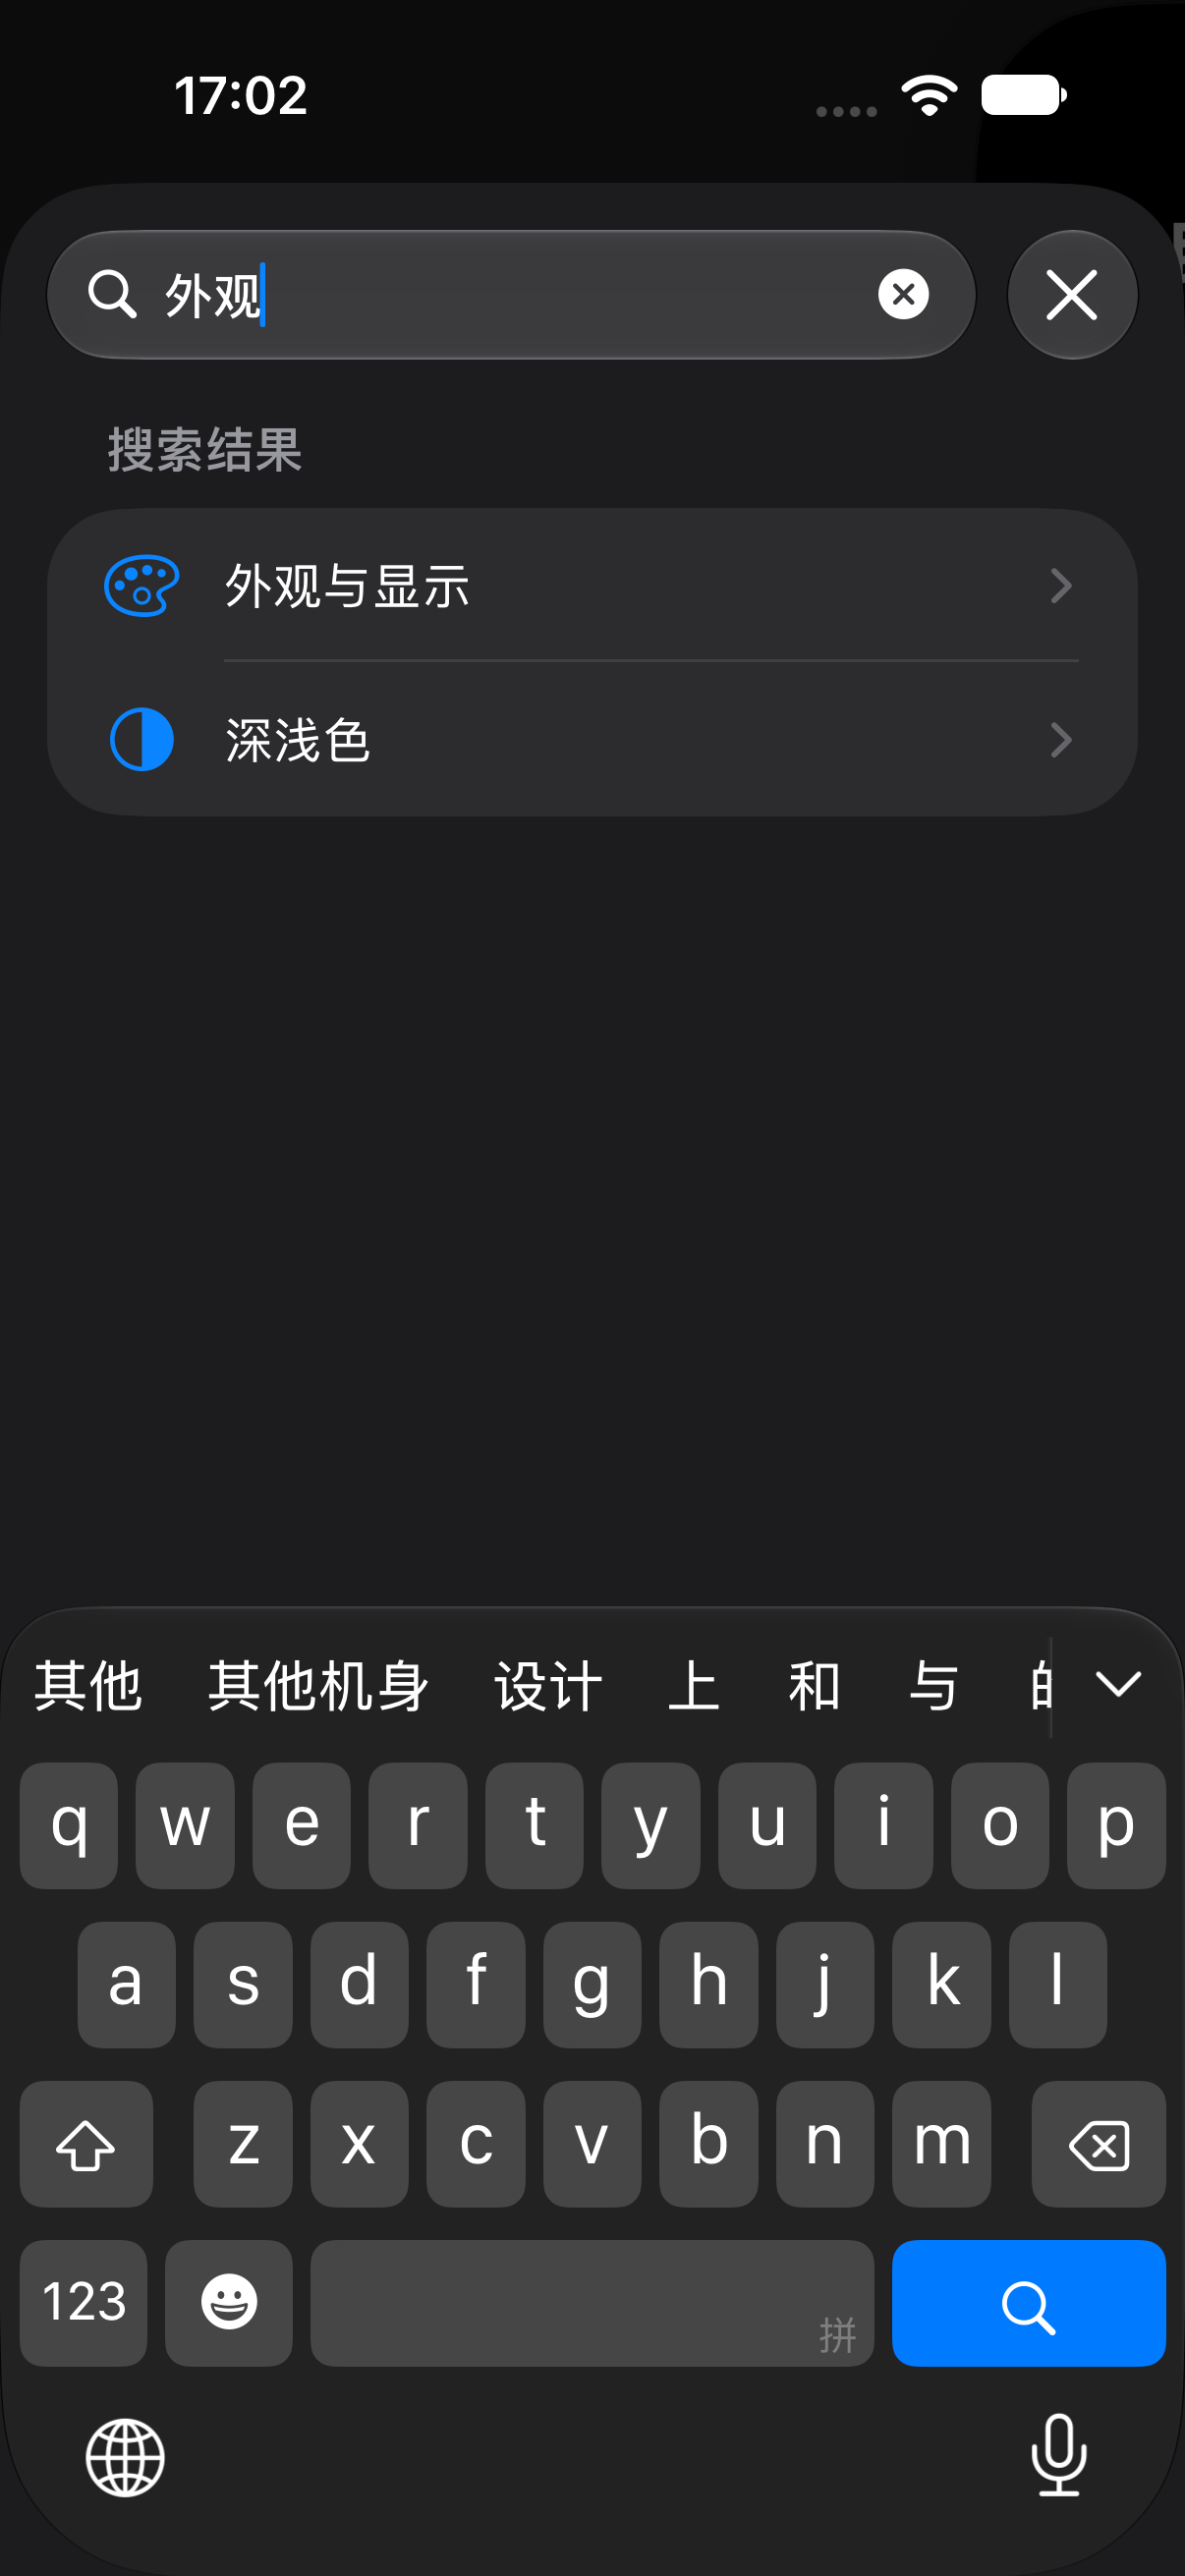 17:02
外观
搜索结果
外观与显示
深浅色
其他 其他机身 设计 上 和 与 的
q w e r t y u i o p
a s d f g h j k l
z x c v b n m
123 拼